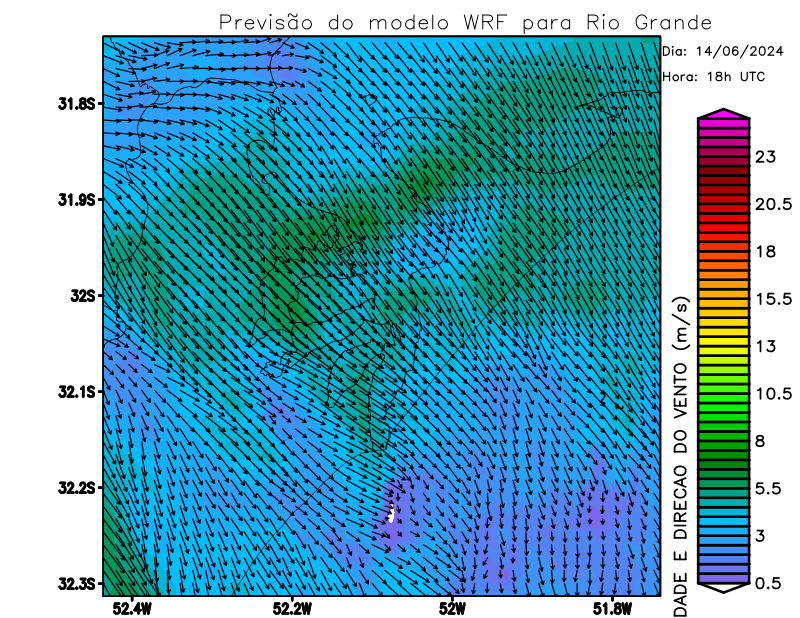 Previsão do modelo WRF para Rio Grande
Dia: 14/06/2024
Hora: 18h UTC
31.8S
31.9S
32S
32.1S
32.2S
32.3S
52.4W
52.2W
52W
51.8W
23
20.5
18
15.5
13
10.5
8
5.5
3
0.5
DADE E DIRECAO DO VENTO (m/s)